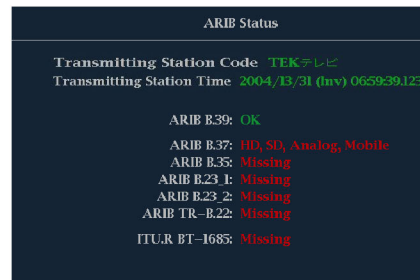 ARIB Status
Transmitting Station Code TEKテレビ
Transmitting Station Time 2004/13/31 (Inv) 06:59:39.123
ARIB B.39: OK
ARIB B.37: HD, SD, Analog, Mobile
ARIB B.35: Missing
ARIB B.23_1: Missing
ARIB B.23_2: Missing
ARIB TR-B.22: Missing
ITU.R BT-1685: Missing